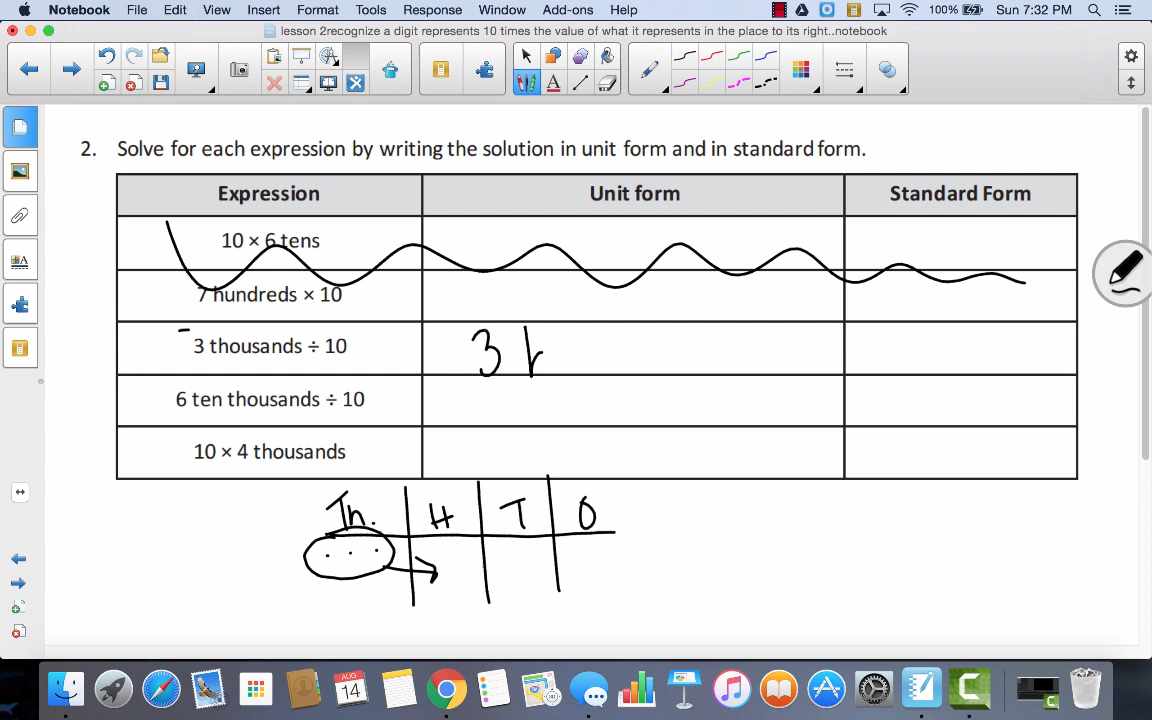 Notebook File Edit View Insert Format Tools Response Window Add-ons Help 100% Sun 7:32 PM
lesson 2recognize a digit represents 10 times the value of what it represents in the place to its right..notebook
2. Solve for each expression by writing the solution in unit form and in standard form.
Expression Unit form Standard Form
10 × 6 tens
7 hundreds × 10
3 thousands ÷ 10 3 h
6 ten thousands ÷ 10
10 × 4 thousands
Th. H T O
AUG
14